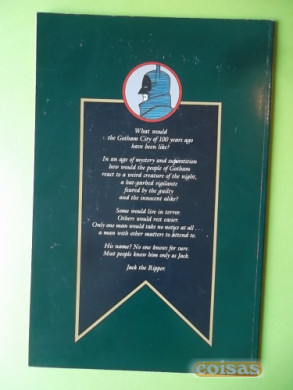 What would
the Gotham City of 100 years ago
have been like?
In an age of mystery and superstition
how would the people of Gotham
react to a weird creature of the night,
a bat-garbed vigilante
feared by the guilty
and the innocent alike?
Some would live in terror.
Others would rest easier.
Only one man would take no notice at all...
a man with other matters to attend to.
His name? No one knows for sure.
Most people know him only as Jack.
Jack the Ripper.
coisas